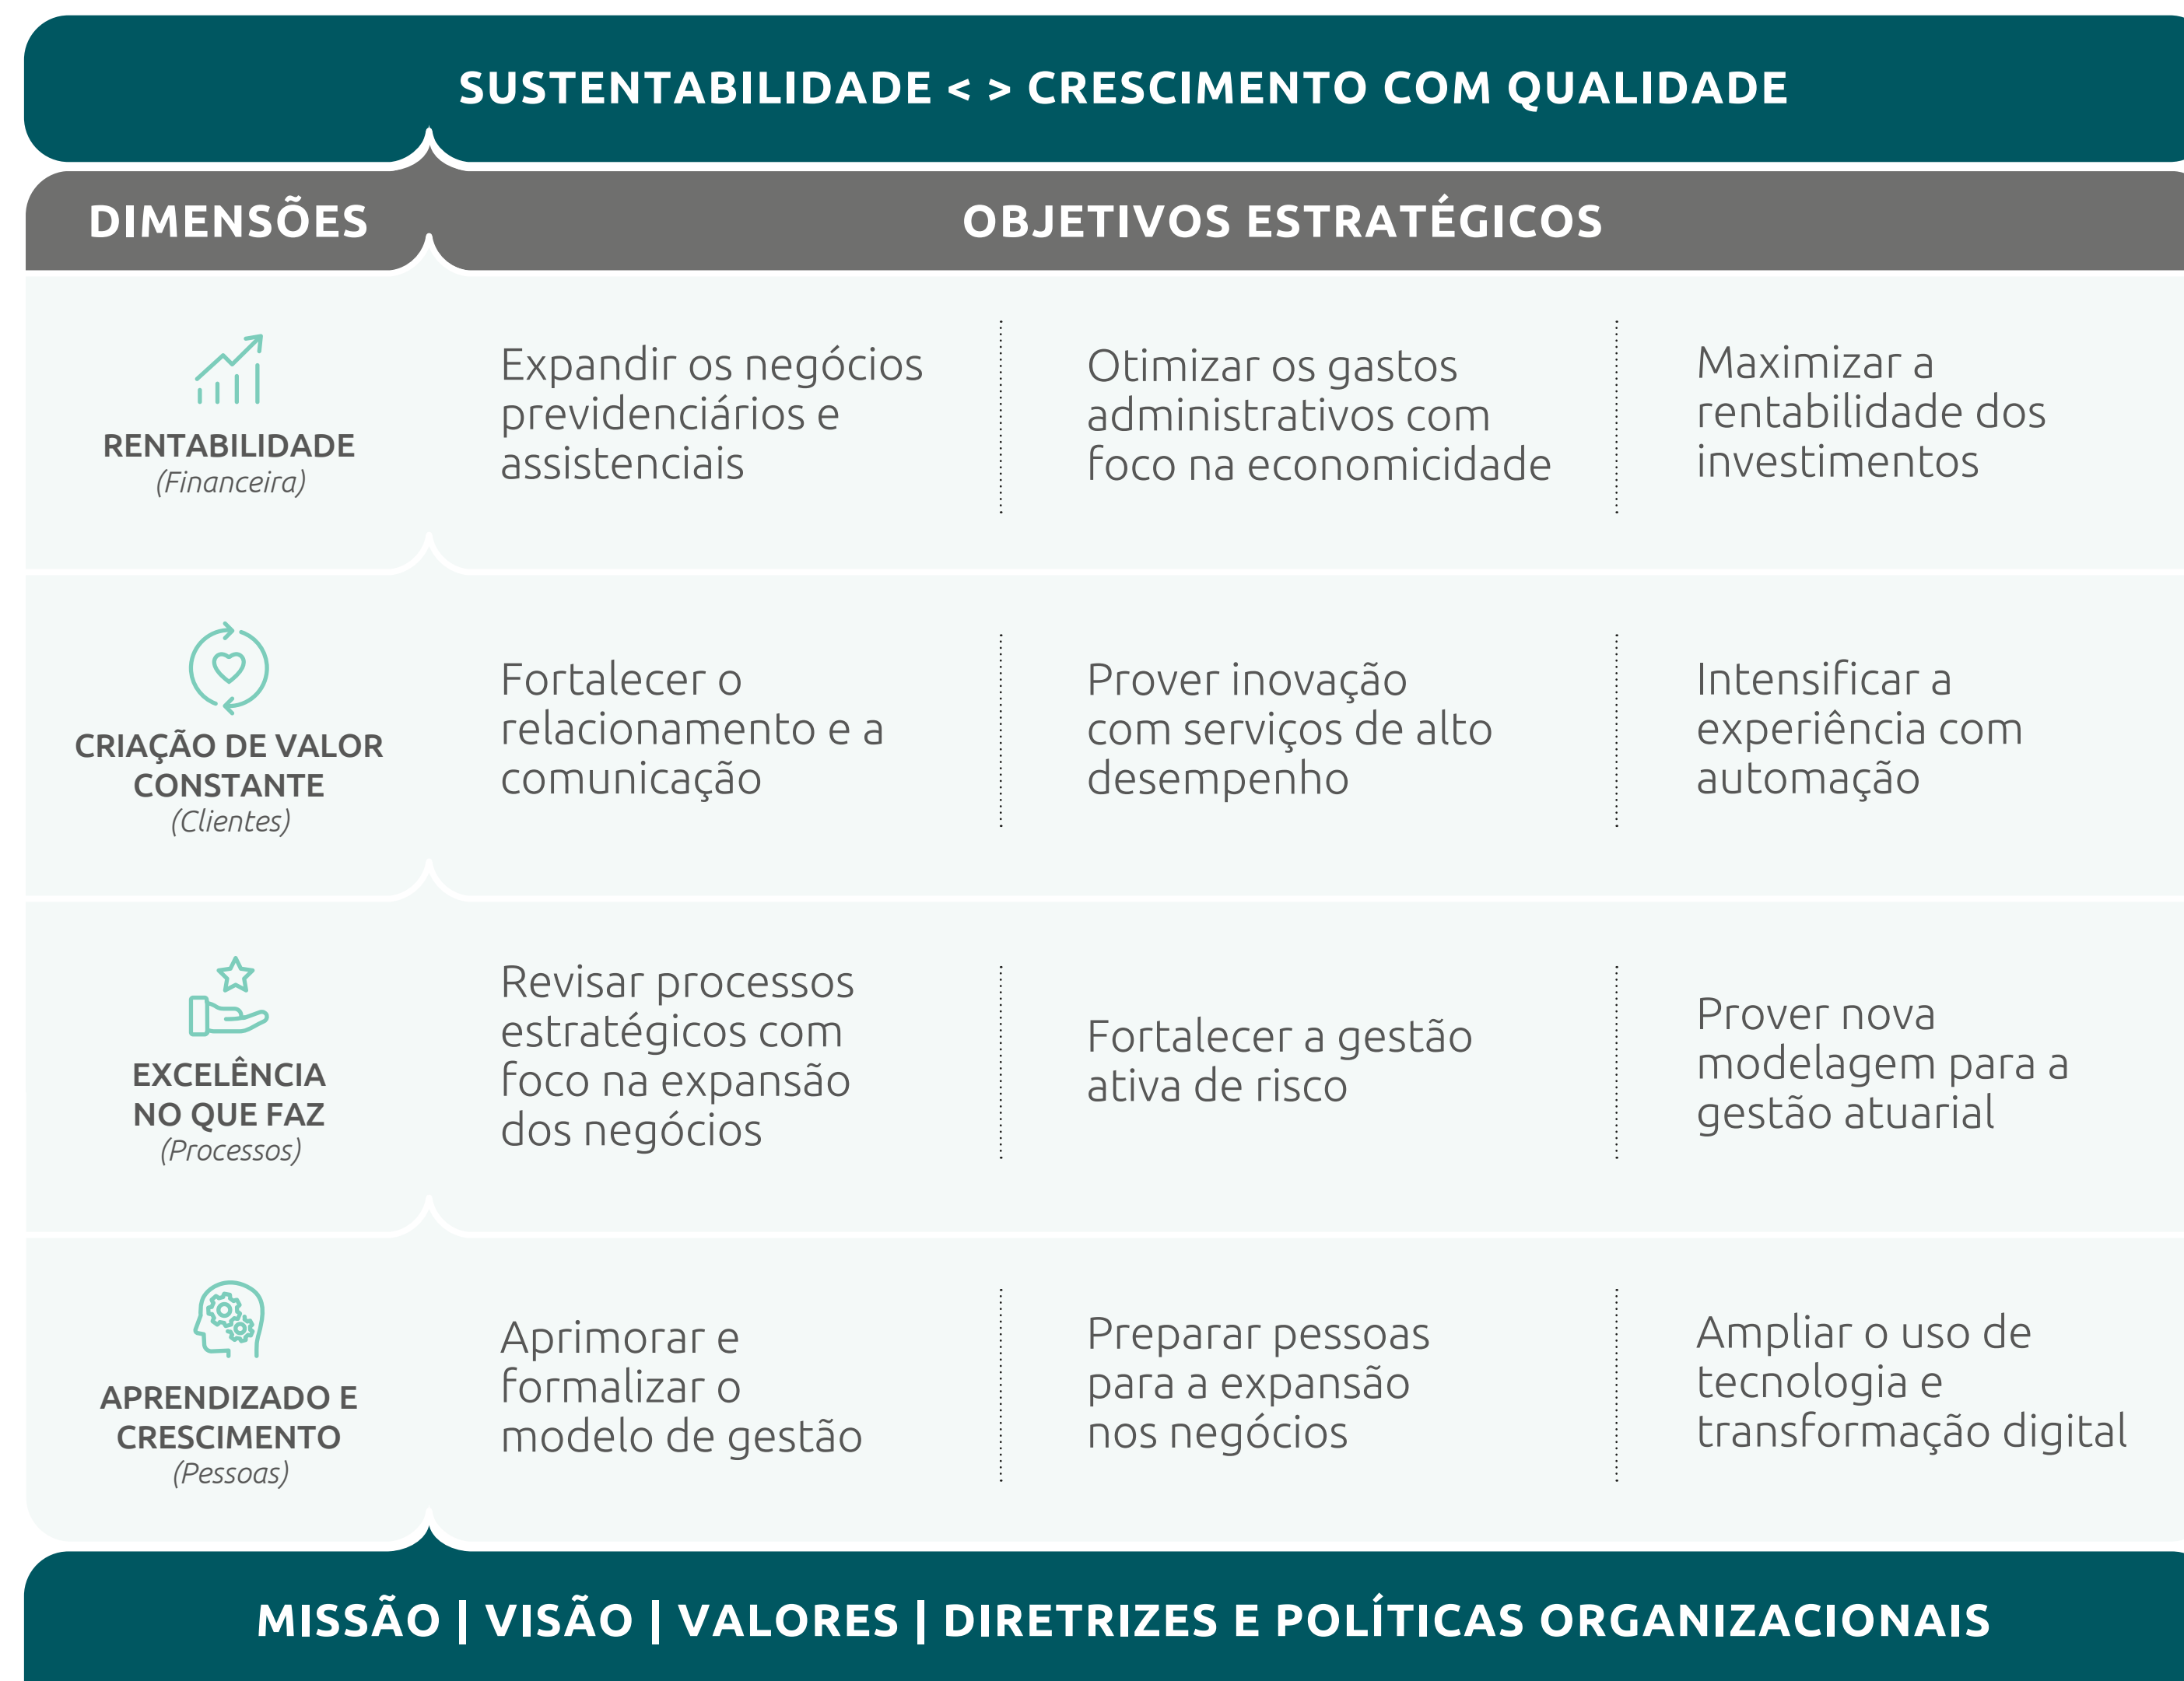 SUSTENTABILIDADE < > CRESCIMENTO COM QUALIDADE
DIMENSÕES
OBJETIVOS ESTRATÉGICOS
RENTABILIDADE
(Financeira)
Expandir os negócios
previdenciários e
assistenciais
Otimizar os gastos
administrativos com
foco na economicidade
Maximizar a
rentabilidade dos
investimentos
CRIAÇÃO DE VALOR
CONSTANTE
(Clientes)
Fortalecer o
relacionamento e a
comunicação
Prover inovação
com serviços de alto
desempenho
Intensificar a
experiência com
automação
EXCELÊNCIA
NO QUE FAZ
(Processos)
Revisar processos
estratégicos com
foco na expansão
dos negócios
Fortalecer a gestão
ativa de risco
Prover nova
modelagem para a
gestão atuarial
APRENDIZADO E
CRESCIMENTO
(Pessoas)
Aprimorar e
formalizar o
modelo de gestão
Preparar pessoas
para a expansão
nos negócios
Ampliar o uso de
tecnologia e
transformação digital
MISSÃO | VISÃO | VALORES | DIRETRIZES E POLÍTICAS ORGANIZACIONAIS